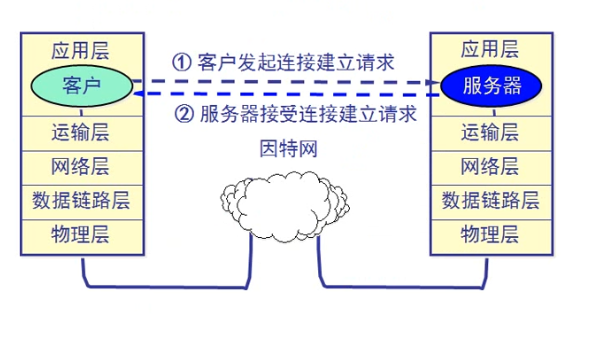 应用层
客户
运输层
网络层
数据链路层
物理层
① 客户发起连接建立请求
② 服务器接受连接建立请求
因特网
应用层
服务器
运输层
网络层
数据链路层
物理层